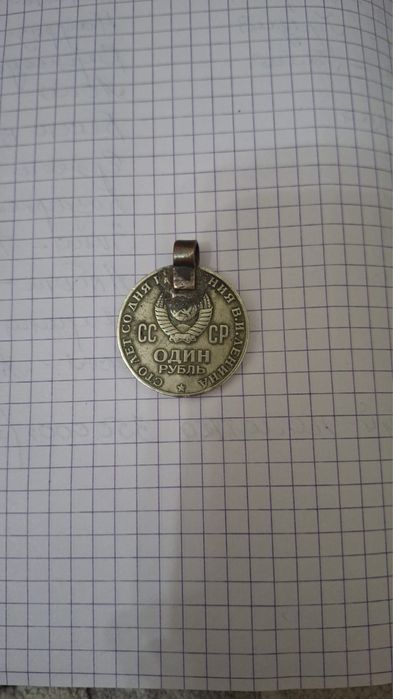 СТО ЛЕТ СО ДНЯ НИЯ В.И.ЛЕНИНА
СС СР
ОДИН
РУБЛЬ